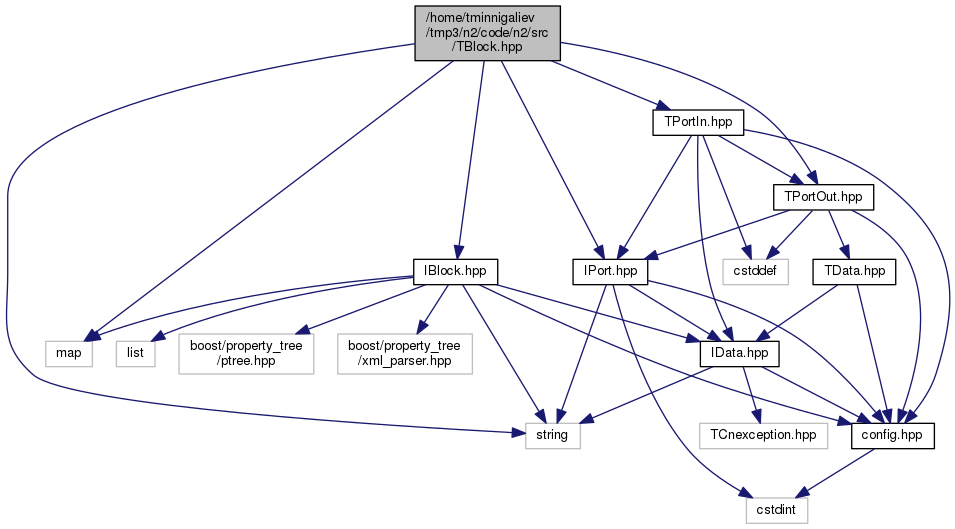 /home/tminnigaliev
/tmp3/n2/code/n2/src
/TBlock.hpp
TPortIn.hpp
TPortOut.hpp
IBlock.hpp
IPort.hpp
cstddef
TData.hpp
map
list
boost/property_tree
/ptree.hpp
boost/property_tree
/xml_parser.hpp
IData.hpp
string
TCnexception.hpp
config.hpp
cstdint